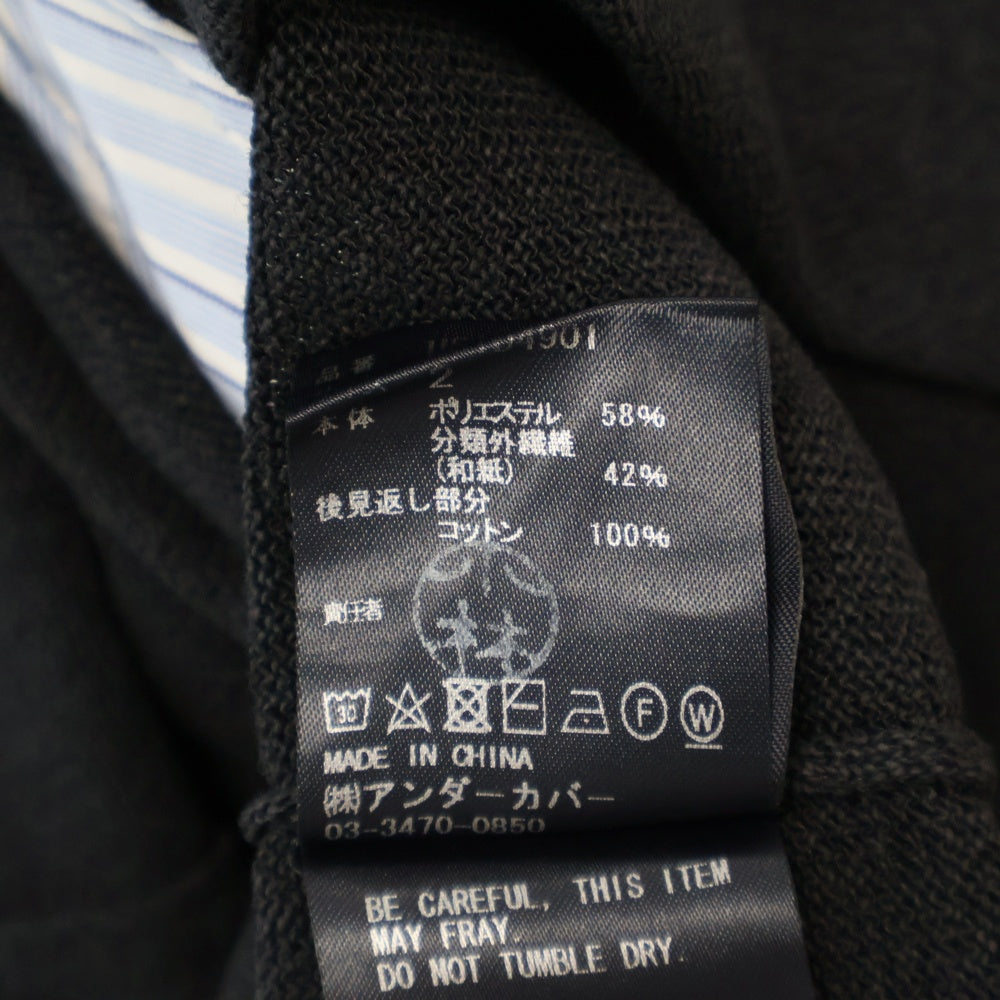 品番
2
本体 ポリエステル 58%
分類外繊維
(和紙) 42%
後見返し部分
コットン 100%
責任者
30 F W
MADE IN CHINA
(株)アンダーカバー
03-3470-0850
BE CAREFUL, THIS ITEM
MAY FRAY.
DO NOT TUMBLE DRY.